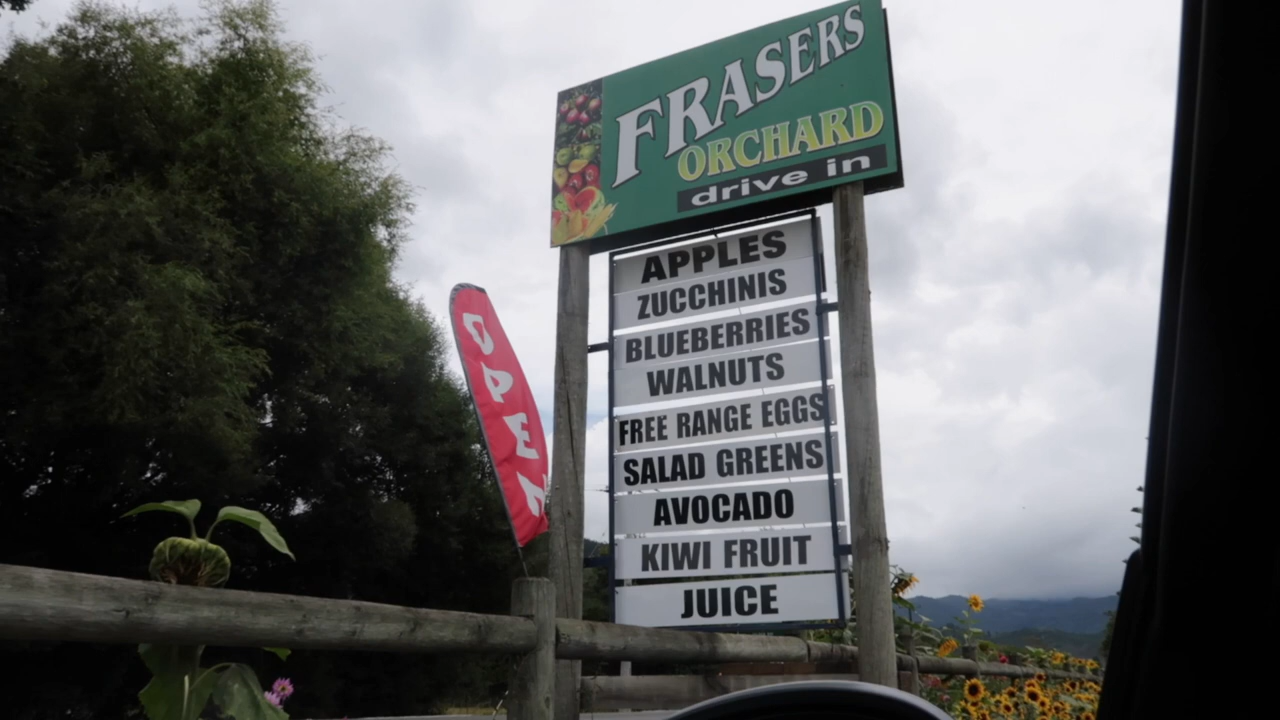 FRASERS
ORCHARD
drive in
APPLES
ZUCCHINIS
BLUEBERRIES
WALNUTS
FREE RANGE EGGS
SALAD GREENS
AVOCADO
KIWI FRUIT
JUICE
OPEN